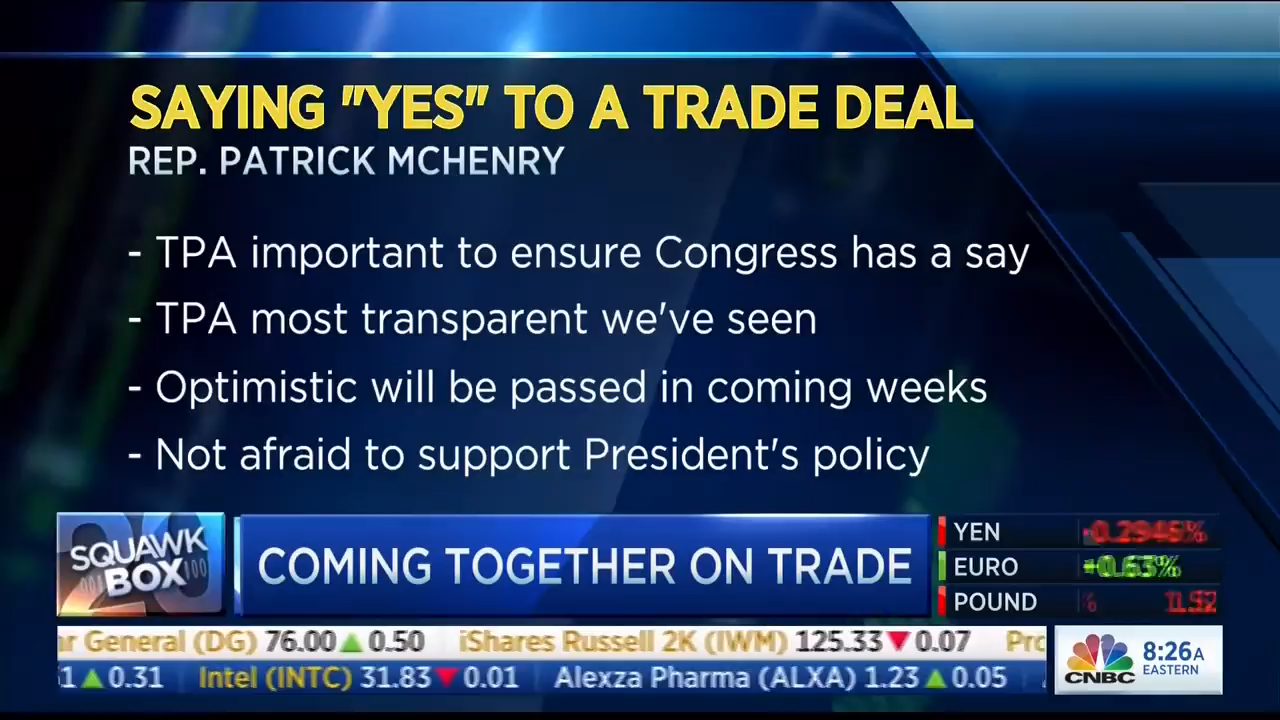 SAYING "YES" TO A TRADE DEAL
REP. PATRICK MCHENRY
- TPA important to ensure Congress has a say
- TPA most transparent we've seen
- Optimistic will be passed in coming weeks
- Not afraid to support President's policy
SQUAWK
BOX
COMING TOGETHER ON TRADE
YEN
EURO +0.63%
POUND
General (DG) 76.00 ▲ 0.50 iShares Russell 2K (IWM) 125.33 ▼ 0.07
▲ 0.31 Intel (INTC) 31.83 ▼ 0.01 Alexza Pharma (ALXA) 1.23 ▲ 0.05
CNBC
8:26A
EASTERN